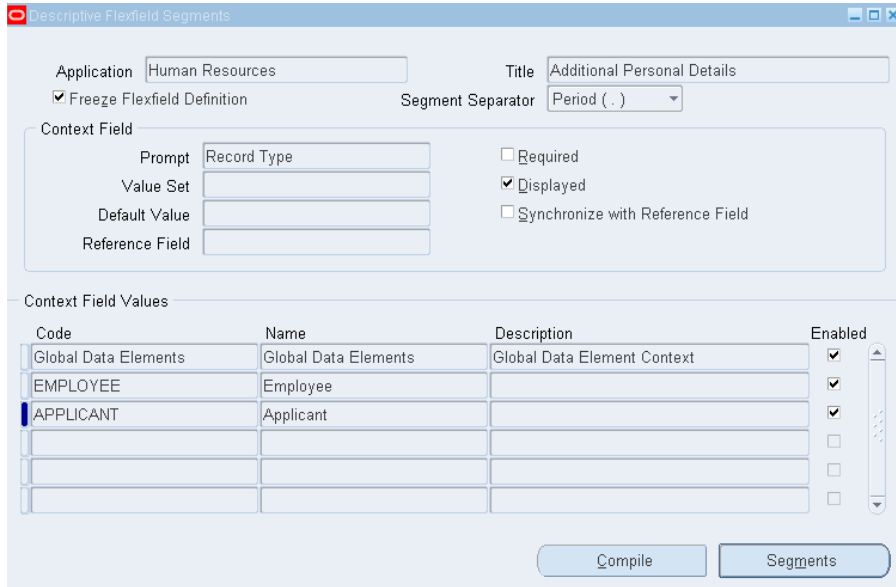 Descriptive Flexfield Segments
Application Human Resources Title Additional Personal Details
Freeze Flexfield Definition Segment Separator Period ( . )
Context Field
Prompt Record Type Required
Value Set Displayed
Default Value Synchronize with Reference Field
Reference Field
Context Field Values
Code Name Description Enabled
Global Data Elements Global Data Elements Global Data Element Context
EMPLOYEE Employee
APPLICANT Applicant
Compile Segments